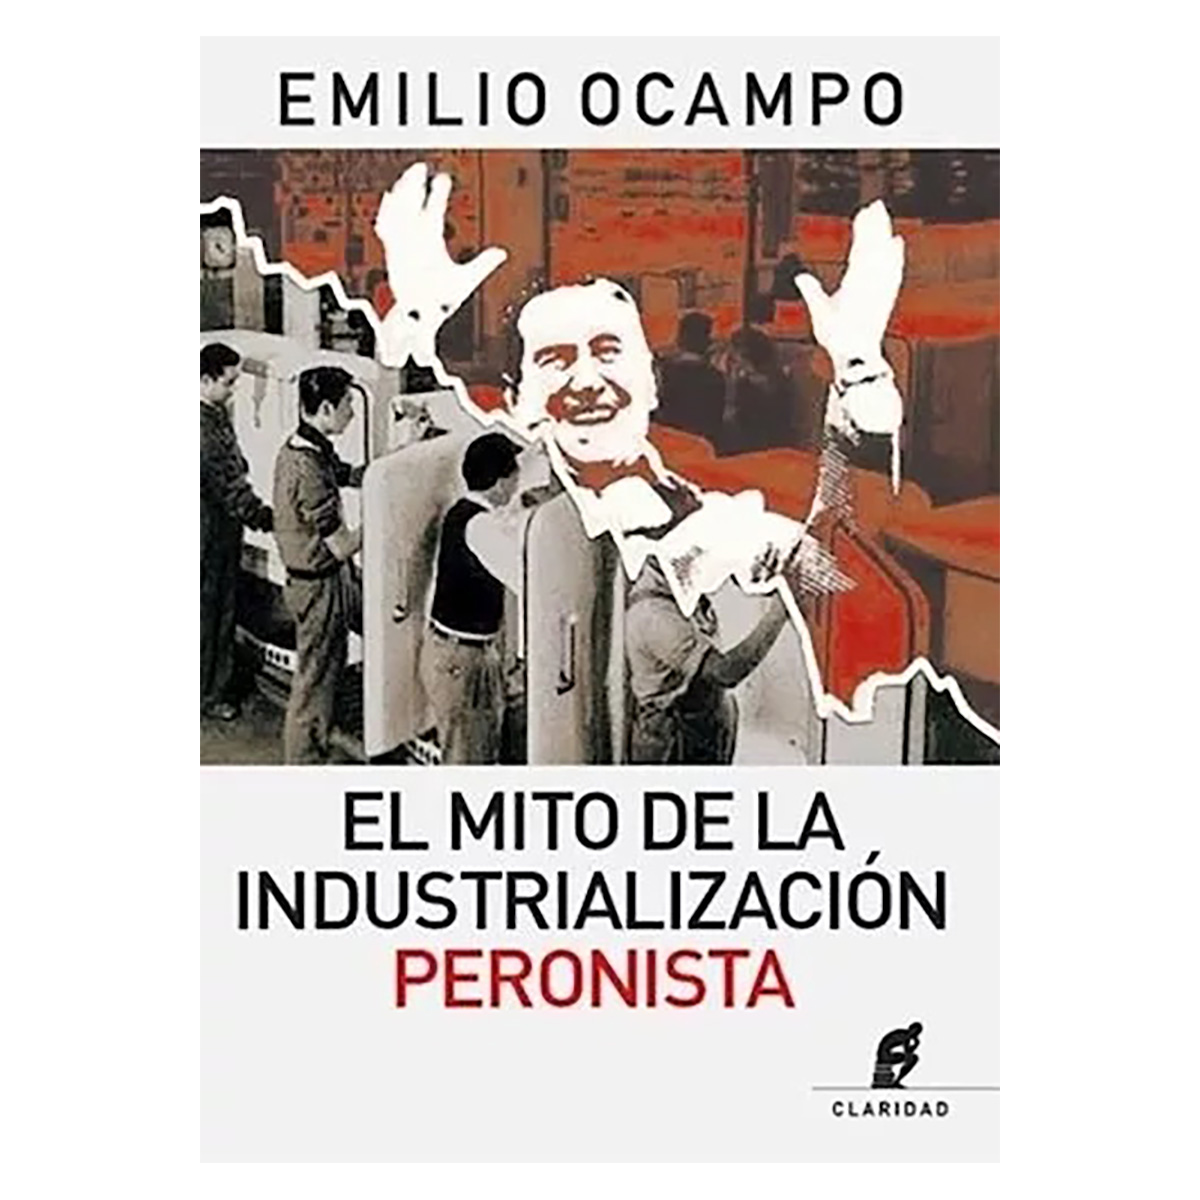 EMILIO OCAMPO
EL MITO DE LA
INDUSTRIALIZACIÓN
PERONISTA
CLARIDAD